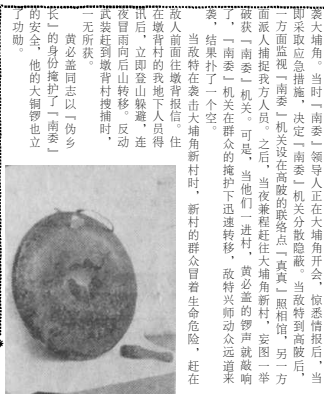 袭大埔角。当时『南委』领导人正在大埔角开会，惊悉情报后，当
即采取应急措施，决定『南委』机关分散隐蔽。当敌特到高陂后，
一方面监视『南委』机关设在高陂的联络点『真真』照相馆，另一方
面派人捕捉我方人员。之后，当夜兼程赶往大埔角新村，妄图一举
破获『南委』机关。可是，当他们一进村，黄必盖的锣声就敲响
了，『南委』机关在群众的掩护下迅速转移，敌特兴师动众远道来
袭，结果扑了一个空。
当敌特在袭击大埔角新村时，新村的群众冒着生命危险，赶在
敌人前面往墩背报信。住
在墩背村的我地下人员得
讯后，立即登山躲避，连
夜冒雨向后山转移。反动
武装赶到墩背村搜捕时，
一无所获。
黄必盖同志以『伪乡
长』的身份掩护了『南委』
的安全，他的大铜锣也立
了功勋。